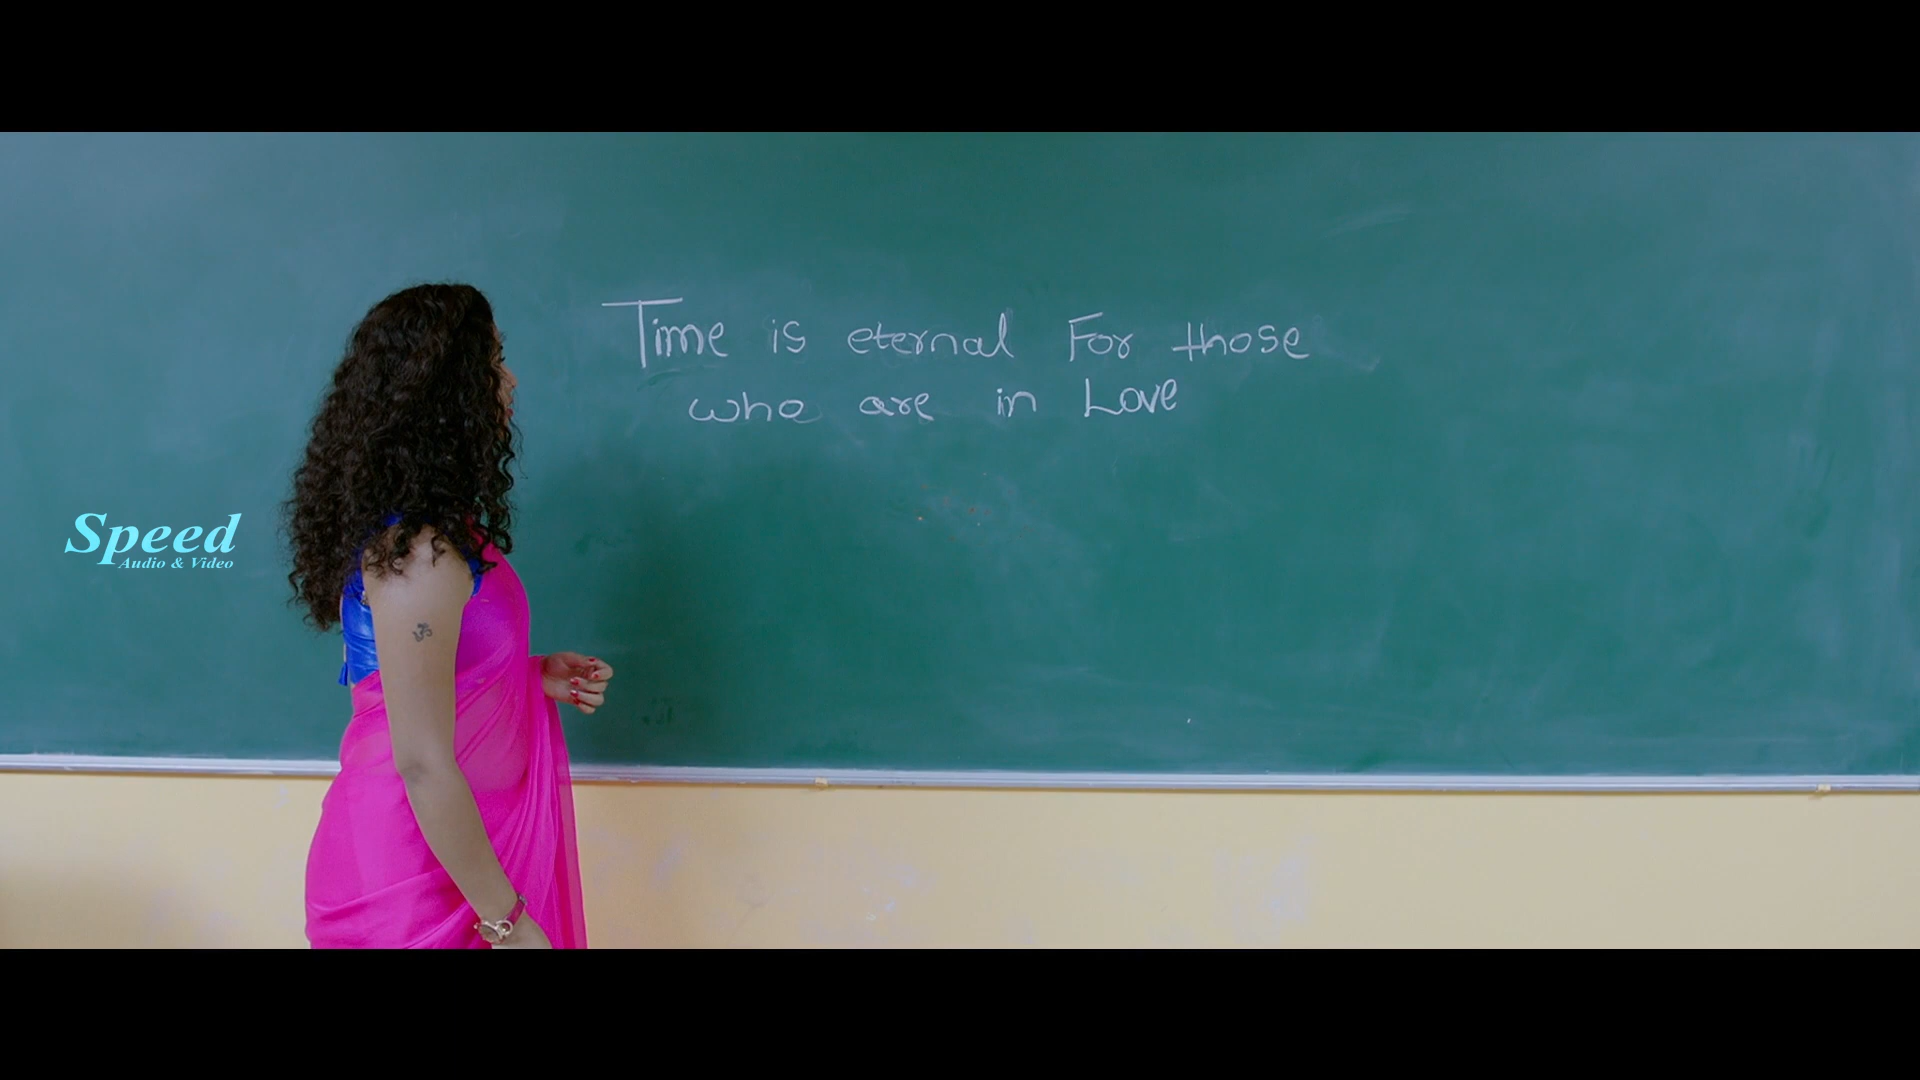 Time is eternal For those
who are in Love
Speed
Audio & Video
ॐ